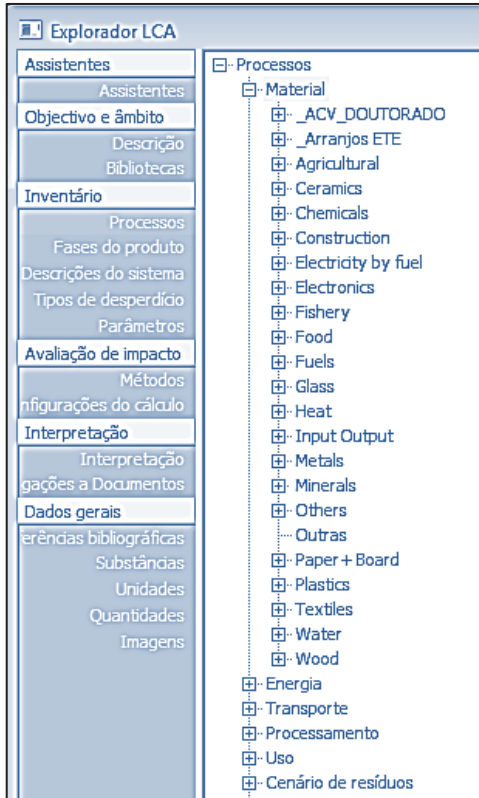 Explorador LCA
Assistentes
Assistentes
Objectivo e âmbito
Descrição
Bibliotecas
Inventário
Processos
Fases do produto
Descrições do sistema
Tipos de desperdício
Parâmetros
Avaliação de impacto
Métodos
nfigurações do cálculo
Interpretação
Interpretação
gações a Documentos
Dados gerais
erências bibliográficas
Substâncias
Unidades
Quantidades
Imagens
Processos
Material
_ACV_DOUTORADO
_Arranjos ETE
Agricultural
Ceramics
Chemicals
Construction
Electricity by fuel
Electronics
Fishery
Food
Fuels
Glass
Heat
Input Output
Metals
Minerals
Others
Outras
Paper + Board
Plastics
Textiles
Water
Wood
Energia
Transporte
Processamento
Uso
Cenário de resíduos